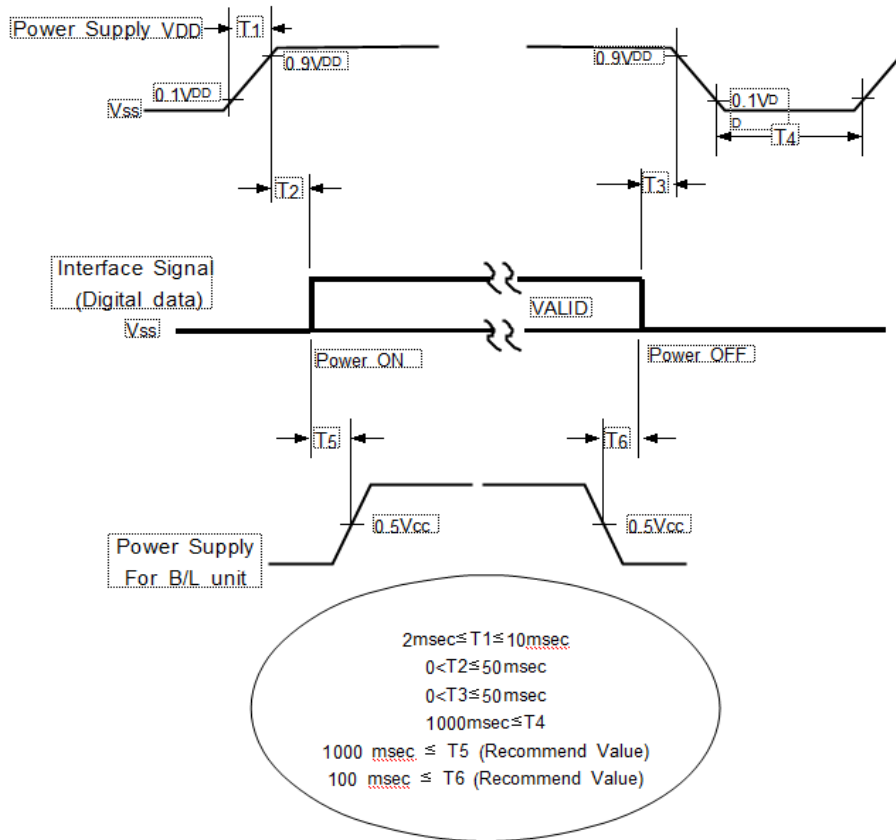 Power Supply VDD
T1
0.9VDD
0.9VDD
0.1VDD
0.1VD
D
Vss
T4
T2
T3
Interface Signal
(Digital data)
VALID
Vss
Power ON
Power OFF
T5
T6
0.5Vcc
0.5Vcc
Power Supply
For B/L unit
2msec≤T1≤10msec
0<T2≤50msec
0<T3≤50msec
1000msec≤T4
1000 msec ≤ T5 (Recommend Value)
100 msec ≤ T6 (Recommend Value)